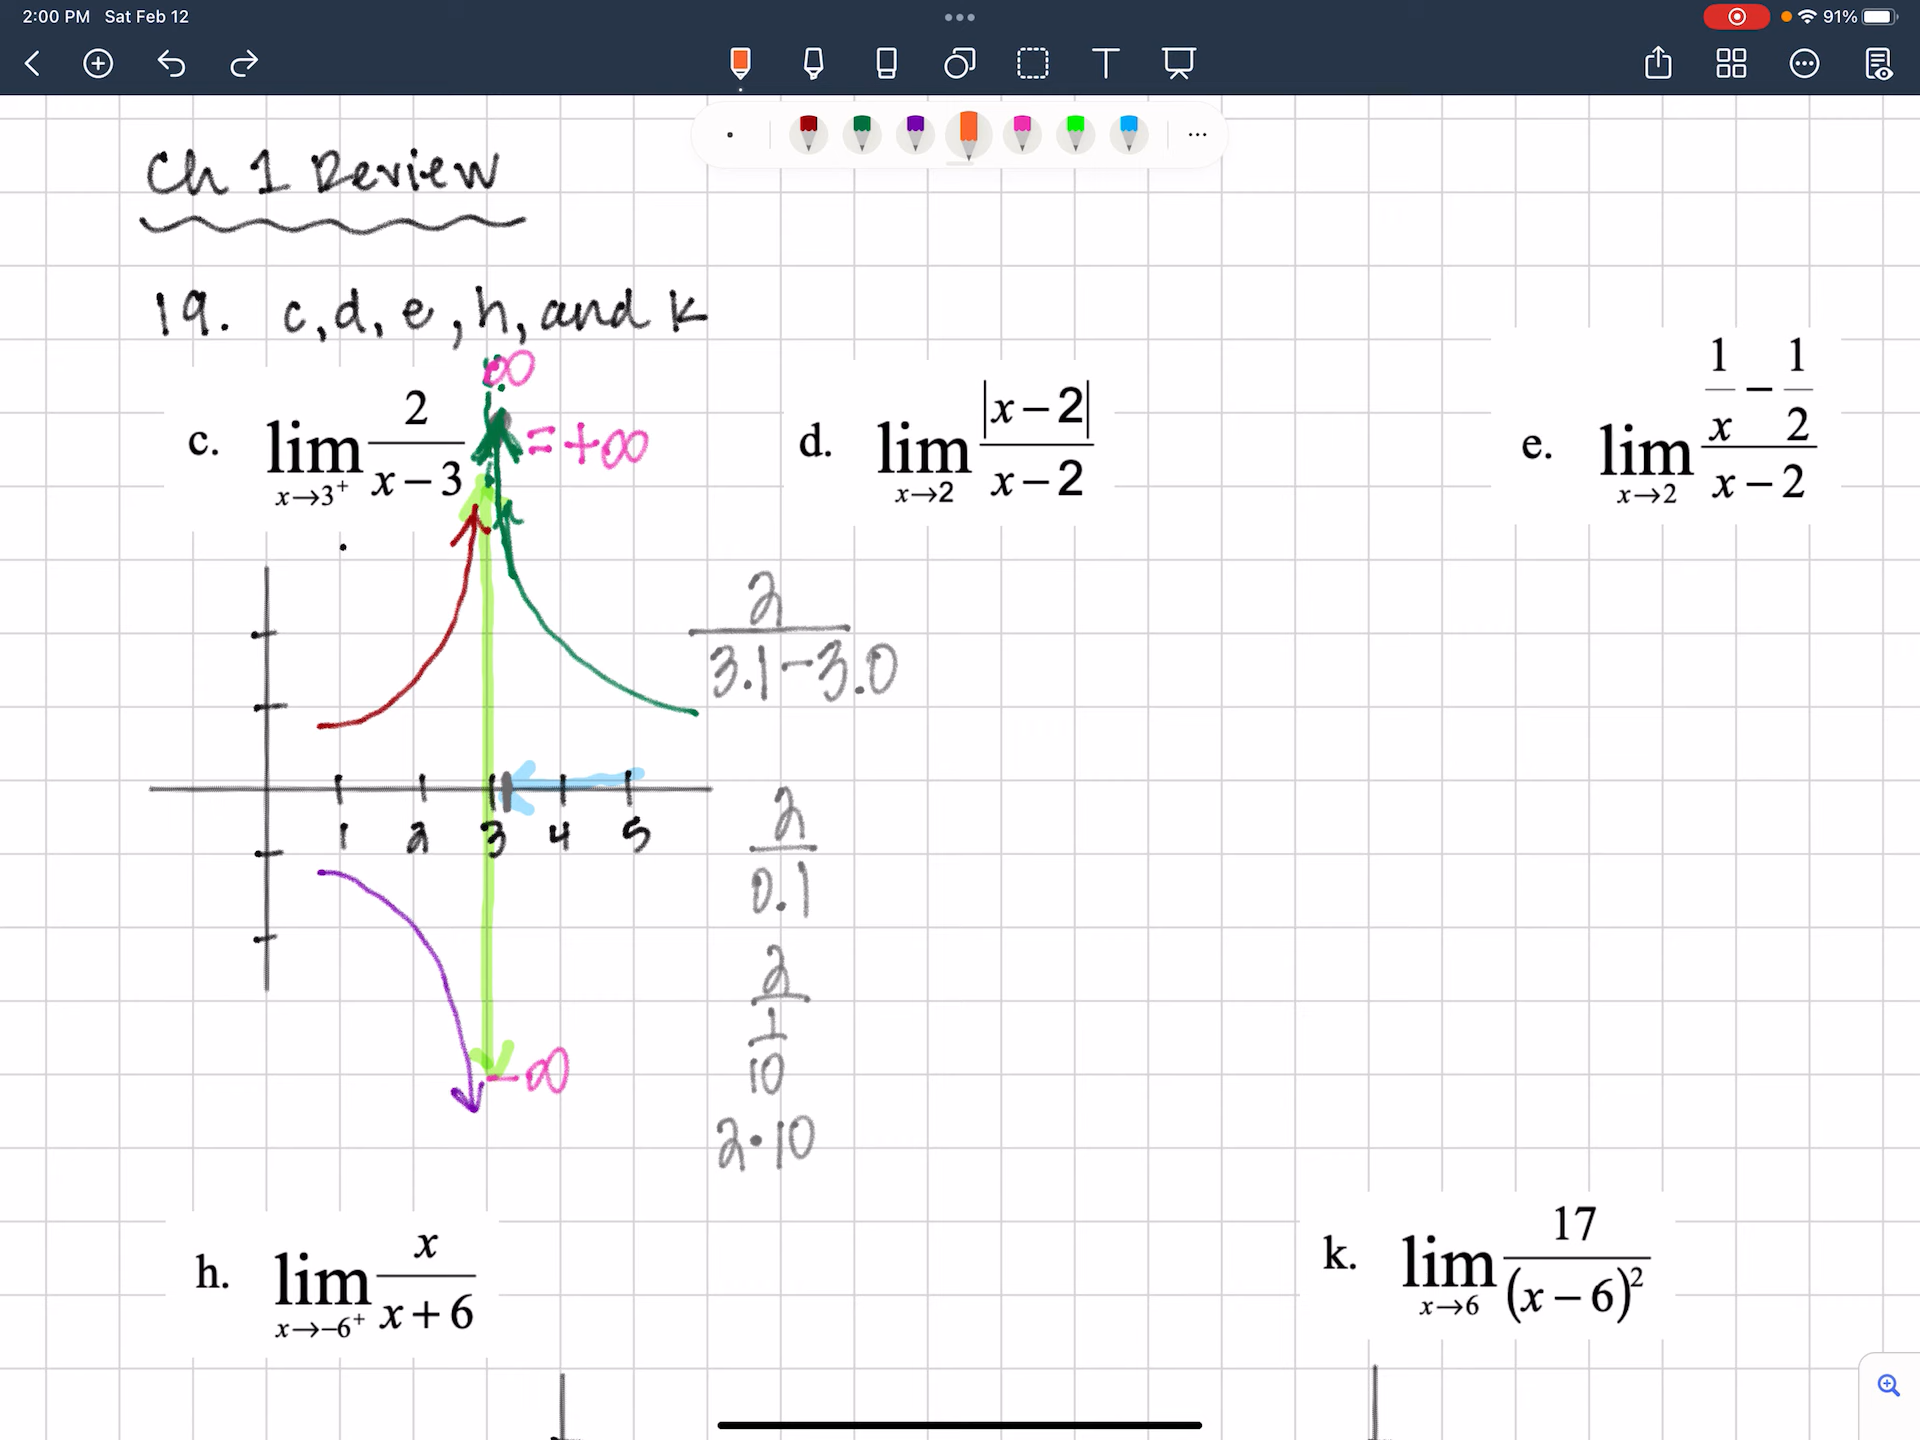 2:00 PM Sat Feb 12
91%
Ch 1 Review
19. c, d, e, h, and k
∞
c. lim x→3⁺ 2/(x−3) = +∞
d. lim x→2 |x−2|/(x−2)
e. lim x→2 (1/x − 1/2)/(x−2)
2/(3.1−3.0)
1 2 3 4 5
2/0.1
2/(1/10)
−∞
2•10
h. lim x→−6⁺ x/(x+6)
k. lim x→6 17/(x−6)²